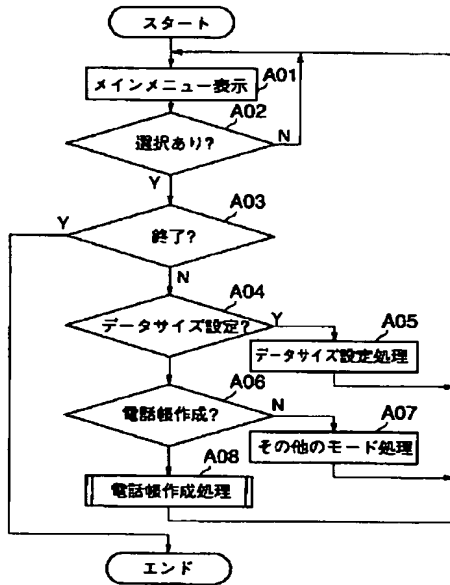 スタート
A01
メインメニュー表示
A02
選択あり?
N
Y
A03
Y
終了?
N
A04
データサイズ設定?
Y
A05
データサイズ設定処理
A06
電話帳作成?
N
A07
その他のモード処理
A08
電話帳作成処理
エンド